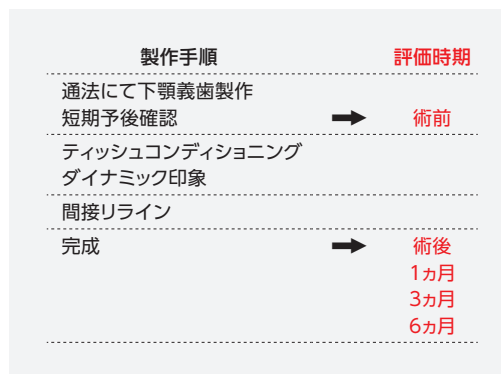 製作手順 評価時期
通法にて下顎義歯製作
短期予後確認 ➡ 術前
ティッシュコンディショニング
ダイナミック印象
間接リライン
完成 ➡ 術後
1ヵ月
3ヵ月
6ヵ月